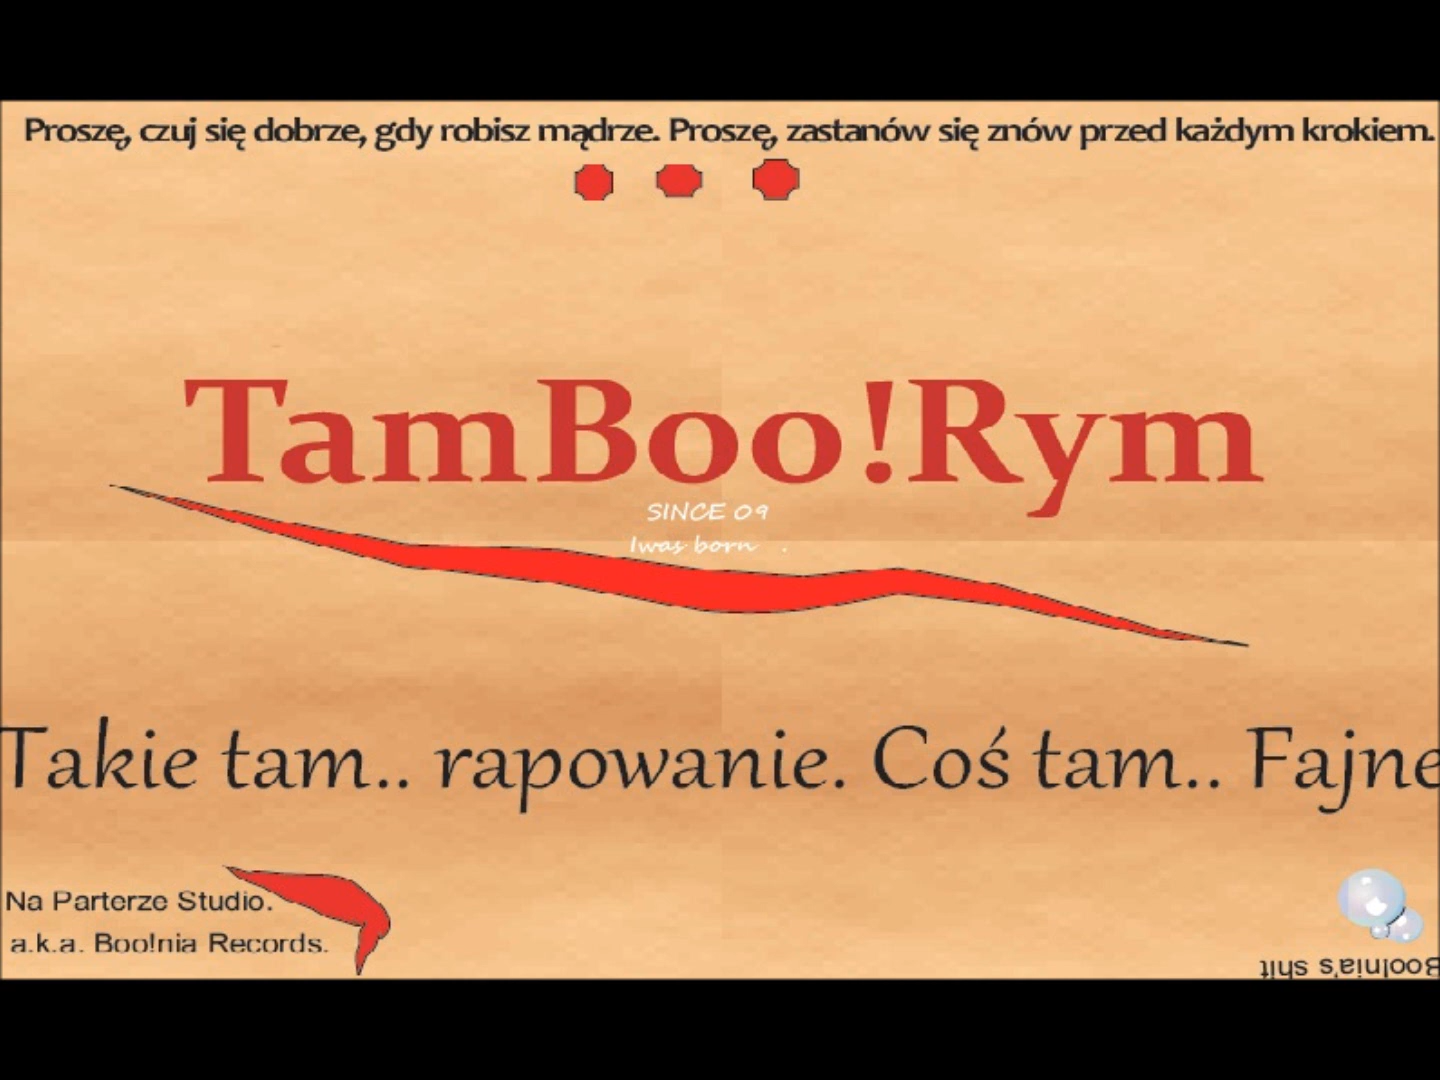 Proszę, czuj się dobrze, gdy robisz mądrze. Proszę, zastanów się znów przed każdym krokiem.
TamBoo!Rym
SINCE 09
Iwas born .
Takie tam.. rapowanie. Coś tam.. Fajne
Na Parterze Studio.
a.k.a. Boo!nia Records.
Boo!nia's shit